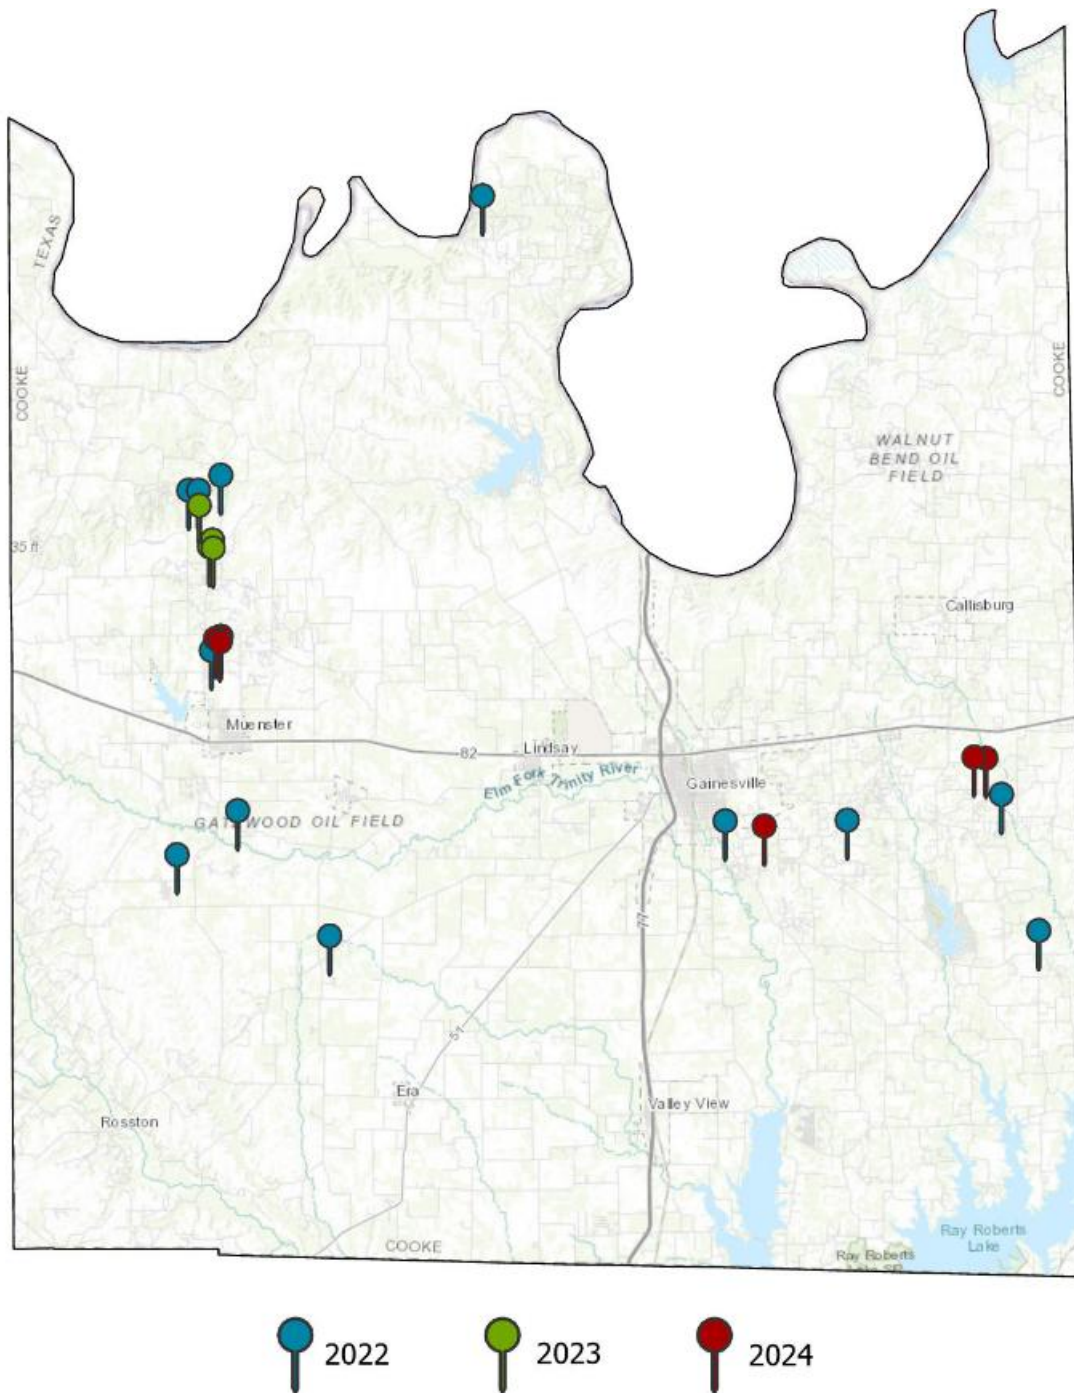 TEXAS
COOKE
COOKE
WALNUT
BEND OIL
FIELD
35 ft
Callisburg
Muenster
82
Lindsay
Elm Fork Trinity River
Gainesville
FIELD
OIL
77
51
Era
Valley View
Rosston
COOKE
Ray Roberts
Lake
Ray Roberts
2022
2023
2024